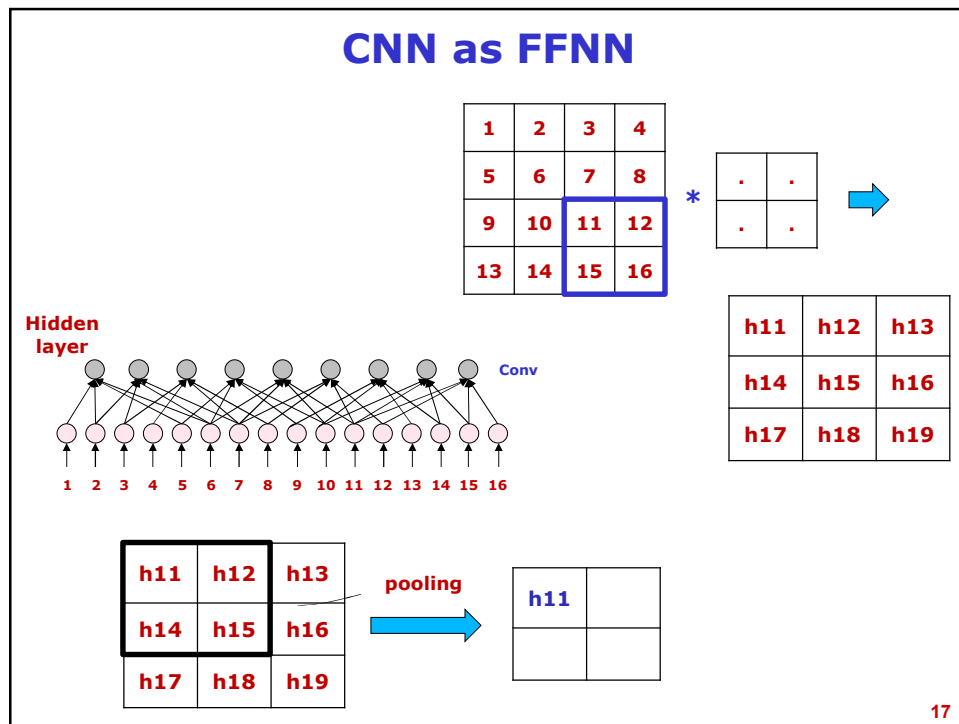 CNN as FFNN
1 2 3 4
5 6 7 8
9 10 11 12
13 14 15 16
*
. .
. .
h11 h12 h13
h14 h15 h16
h17 h18 h19
Hidden
layer
Conv
1 2 3 4 5 6 7 8 9 10 11 12 13 14 15 16
h11 h12 h13
h14 h15 h16
h17 h18 h19
pooling
h11
17